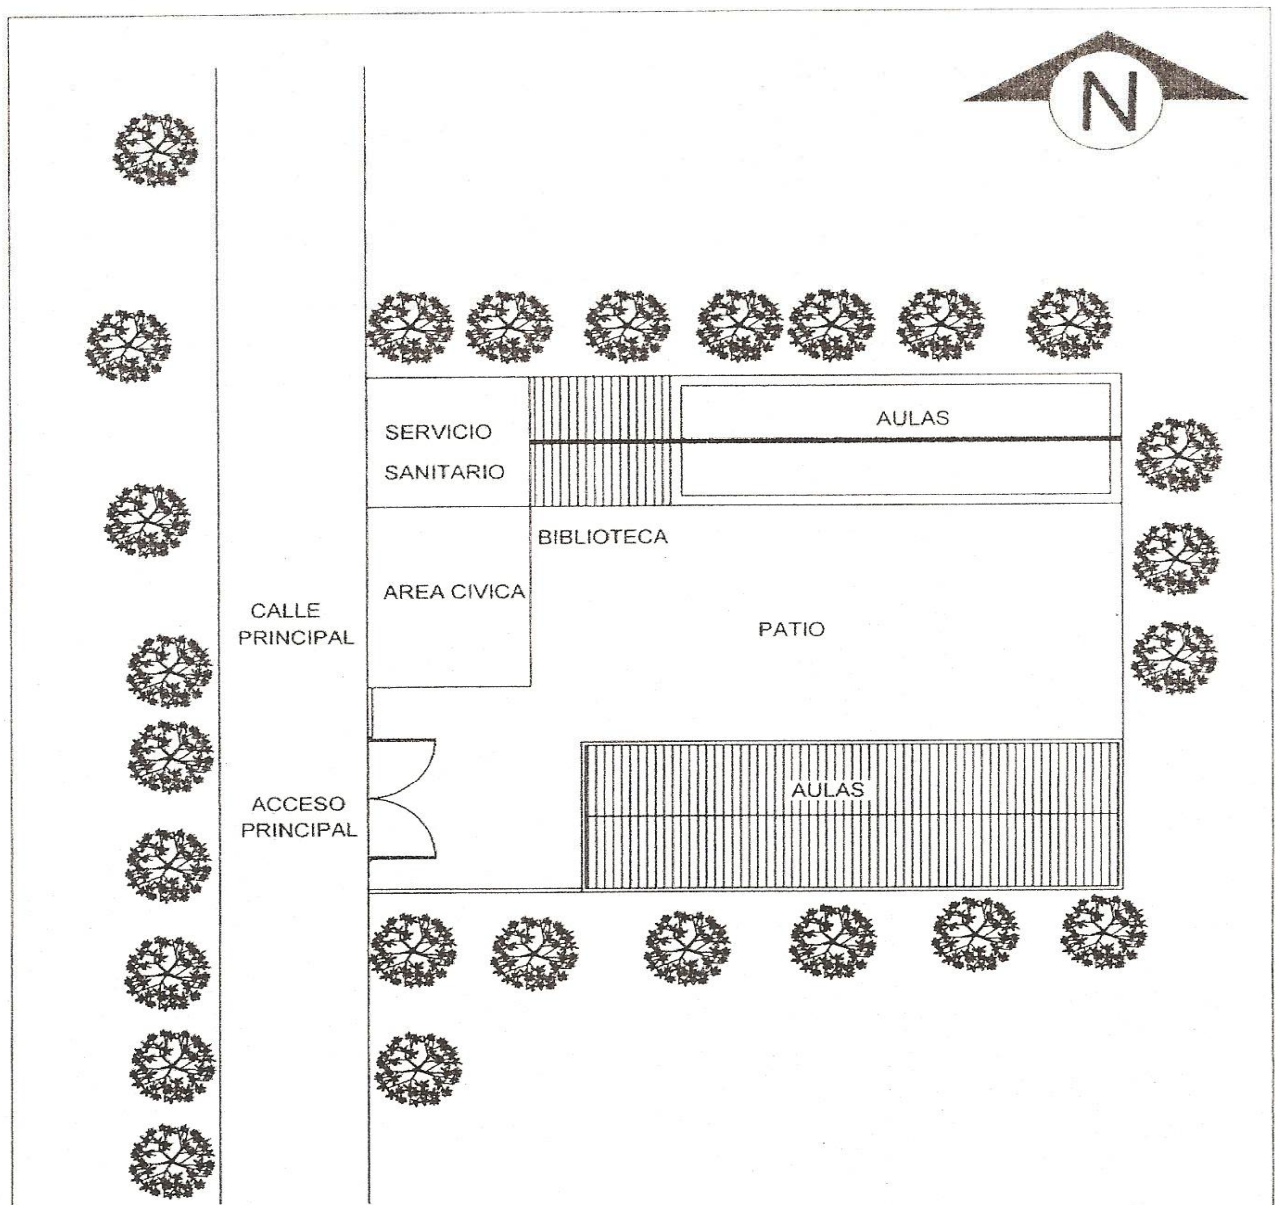 N
AULAS
SERVICIO
SANITARIO
BIBLIOTECA
AREA CIVICA
CALLE
PRINCIPAL
PATIO
AULAS
ACCESO
PRINCIPAL